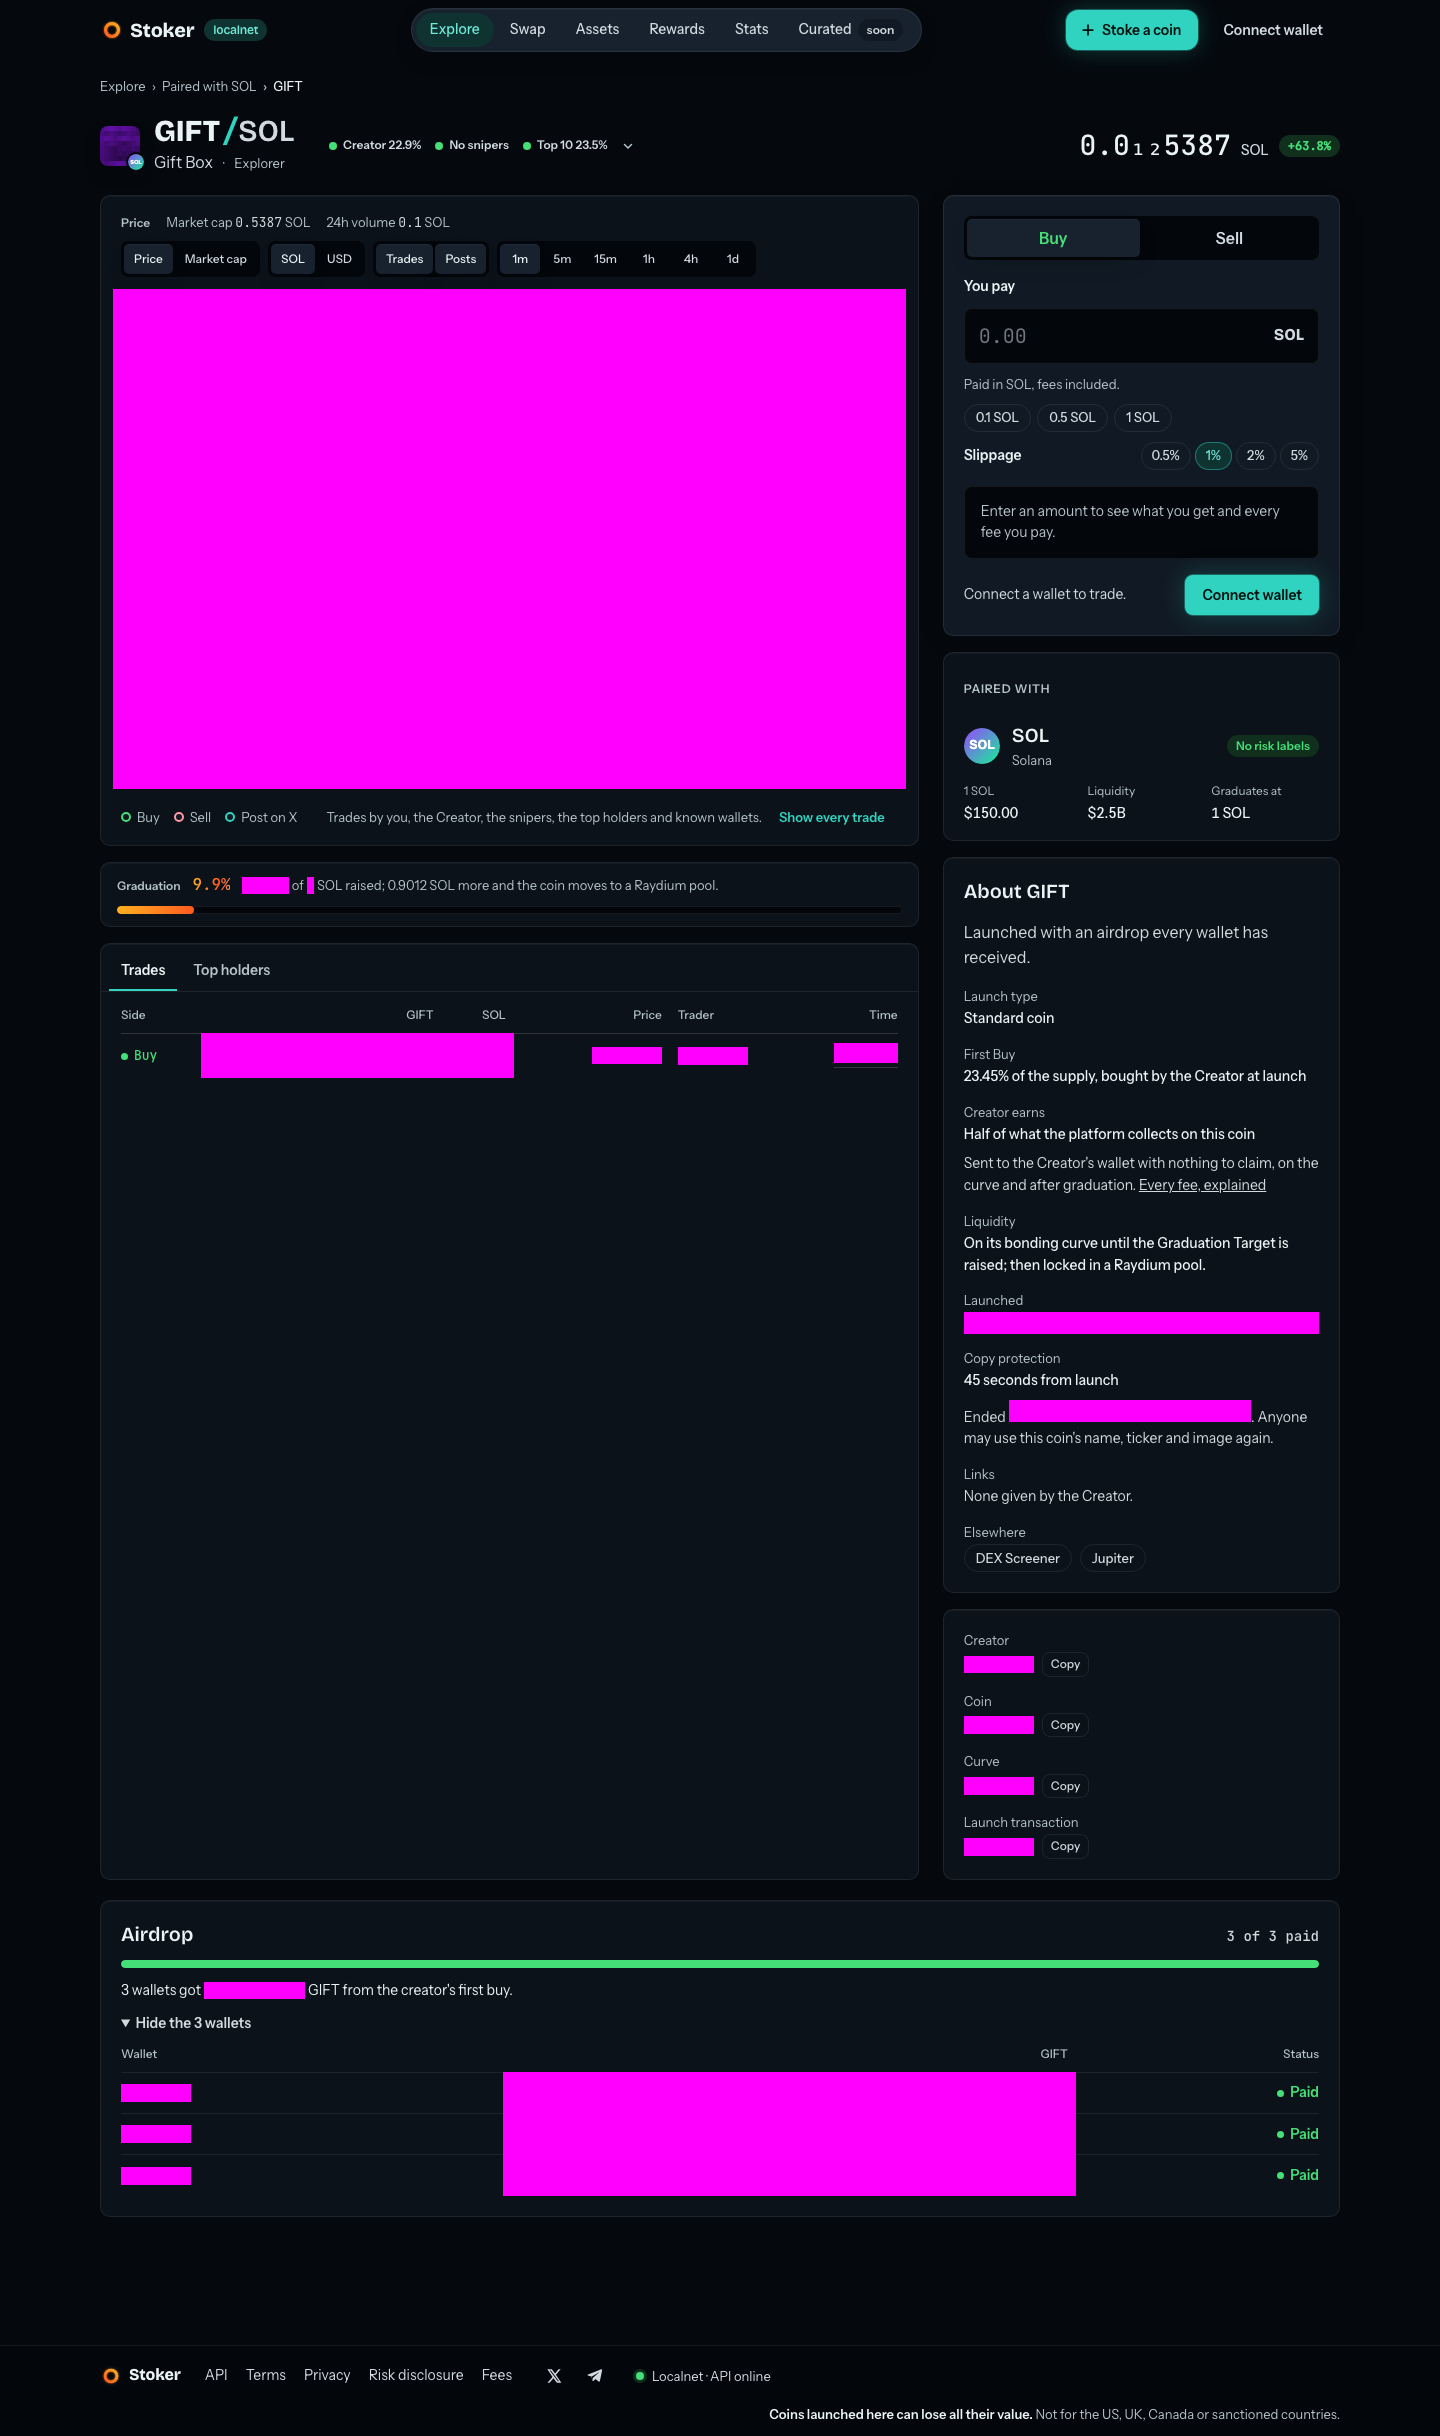 Stoker localnet Explore Swap Assets Rewards Stats Curated soon + Stoke a coin Connect wallet
Explore › Paired with SOL › GIFT
GIFT/SOL
Gift Box · Explorer
SOL
Creator 22.9% No snipers Top 10 23.5%
0.0₁₂5387 SOL +63.8%
Price Market cap 0.5387 SOL 24h volume 0.1 SOL
Price Market cap SOL USD Trades Posts 1m 5m 15m 1h 4h 1d
Buy Sell Post on X Trades by you, the Creator, the snipers, the top holders and known wallets. Show every trade
Graduation 9.9% of SOL raised; 0.9012 SOL more and the coin moves to a Raydium pool.
Trades Top holders
Side GIFT SOL Price Trader Time
Buy
Buy Sell
You pay
0.00 SOL
Paid in SOL, fees included.
0.1 SOL 0.5 SOL 1 SOL
Slippage 0.5% 1% 2% 5%
Enter an amount to see what you get and every
fee you pay.
Connect a wallet to trade. Connect wallet
PAIRED WITH
SOL SOL No risk labels
Solana
1 SOL Liquidity Graduates at
$150.00 $2.5B 1 SOL
About GIFT
Launched with an airdrop every wallet has
received.
Launch type
Standard coin
First Buy
23.45% of the supply, bought by the Creator at launch
Creator earns
Half of what the platform collects on this coin
Sent to the Creator's wallet with nothing to claim, on the
curve and after graduation. Every fee, explained
Liquidity
On its bonding curve until the Graduation Target is
raised; then locked in a Raydium pool.
Launched
Copy protection
45 seconds from launch
Ended . Anyone
may use this coin's name, ticker and image again.
Links
None given by the Creator.
Elsewhere
DEX Screener Jupiter
Creator
Copy
Coin
Copy
Curve
Copy
Launch transaction
Copy
Airdrop 3 of 3 paid
3 wallets got GIFT from the creator's first buy.
▼ Hide the 3 wallets
Wallet GIFT Status
Paid
Paid
Paid
Stoker API Terms Privacy Risk disclosure Fees Localnet · API online
Coins launched here can lose all their value. Not for the US, UK, Canada or sanctioned countries.